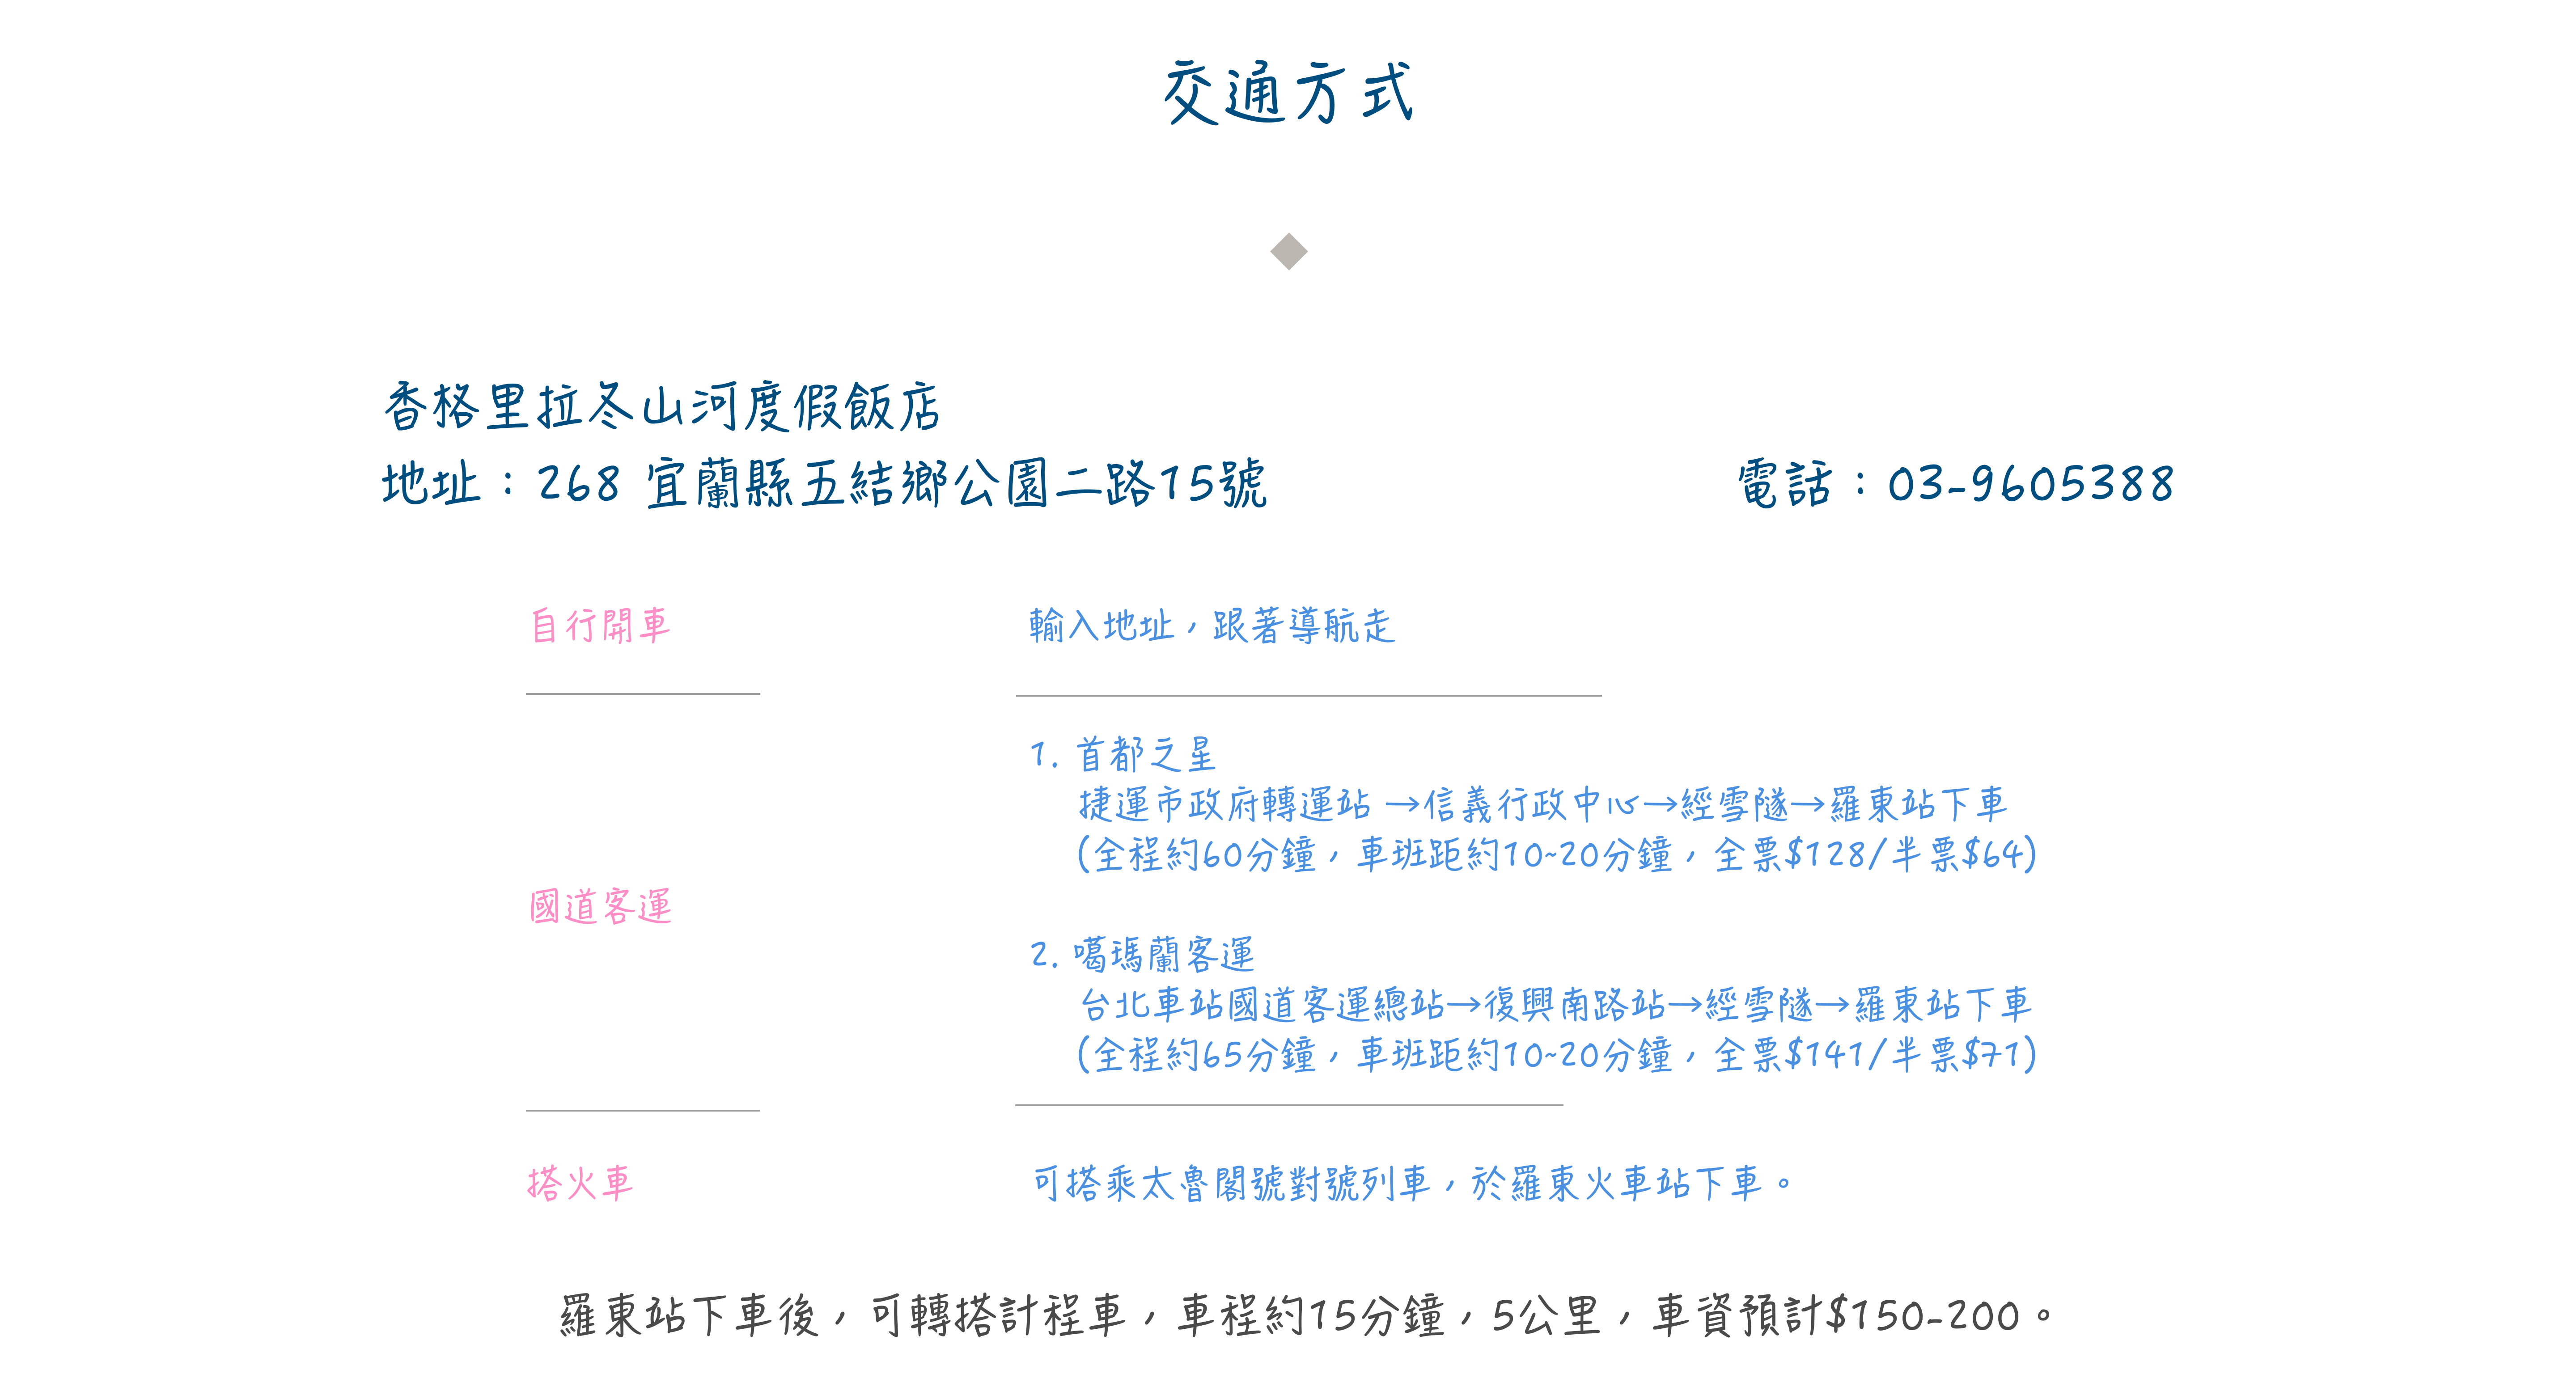 交通方式
香格里拉冬山河度假飯店
地址：268 宜蘭縣五結鄉公園二路15號
電話：03-9605388
自行開車
輸入地址，跟著導航走
國道客運
1. 首都之星
捷運市政府轉運站 →信義行政中心→經雪隧→羅東站下車
(全程約60分鐘，車班距約10~20分鐘，全票$128/半票$64)
2. 噶瑪蘭客運
台北車站國道客運總站→復興南路站→經雪隧→羅東站下車
(全程約65分鐘，車班距約10~20分鐘，全票$141/半票$71)
搭火車
可搭乘太魯閣號對號列車，於羅東火車站下車。
羅東站下車後，可轉搭計程車，車程約15分鐘，5公里，車資預計$150-200。